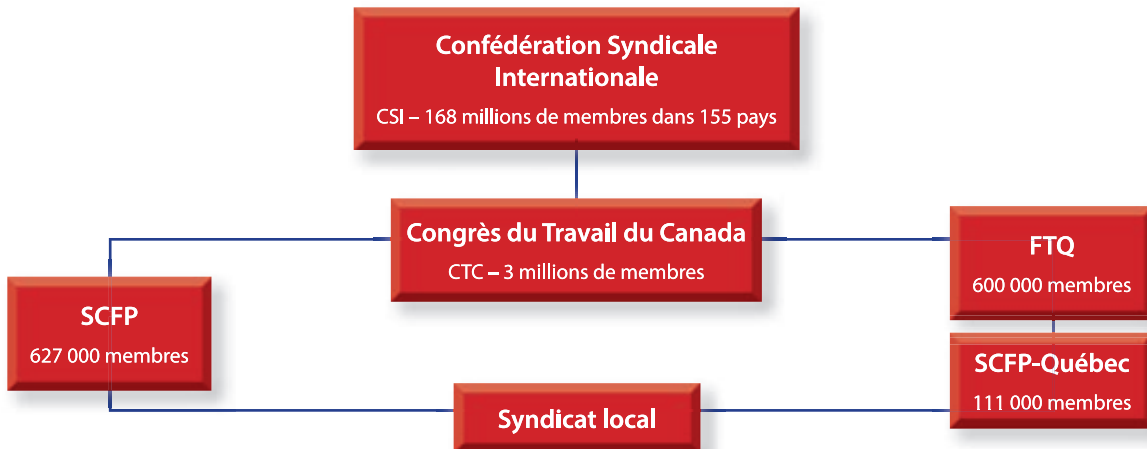 Confédération Syndicale
Internationale
CSI – 168 millions de membres dans 155 pays
Congrès du Travail du Canada
CTC – 3 millions de membres
FTQ
600 000 membres
SCFP
627 000 membres
SCFP-Québec
111 000 membres
Syndicat local